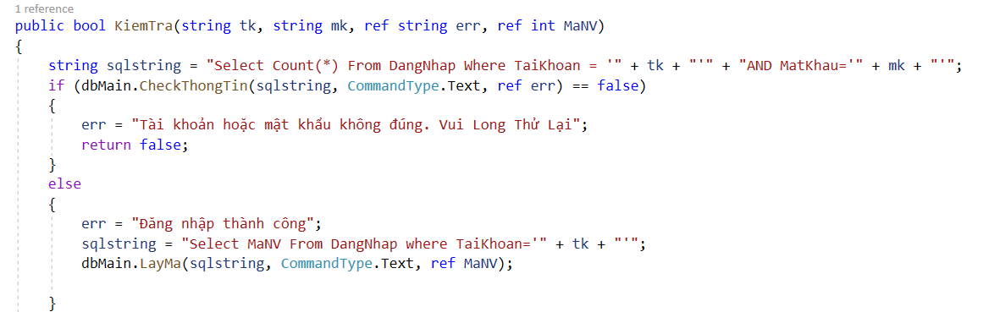 1 reference
public bool KiemTra(string tk, string mk, ref string err, ref int MaNV)
{
string sqlstring = "Select Count(*) From DangNhap Where TaiKhoan = '" + tk + "'" + "AND MatKhau='" + mk + "'";
if (dbMain.CheckThongTin(sqlstring, CommandType.Text, ref err) == false)
{
err = "Tài khoản hoặc mật khẩu không đúng. Vui Long Thử Lại";
return false;
}
else
{
err = "Đăng nhập thành công";
sqlstring = "Select MaNV From DangNhap where TaiKhoan='" + tk + "'";
dbMain.LayMa(sqlstring, CommandType.Text, ref MaNV);
}